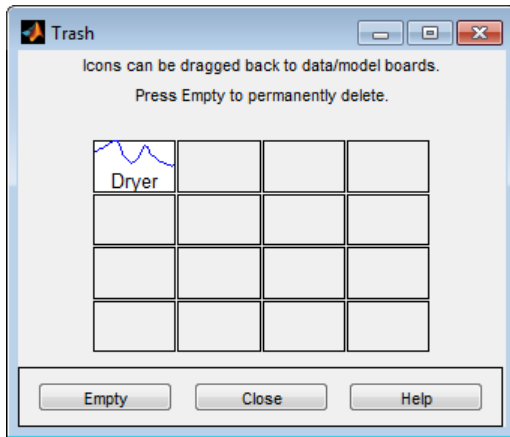 Trash
Icons can be dragged back to data/model boards.
Press Empty to permanently delete.
Dryer
Empty
Close
Help